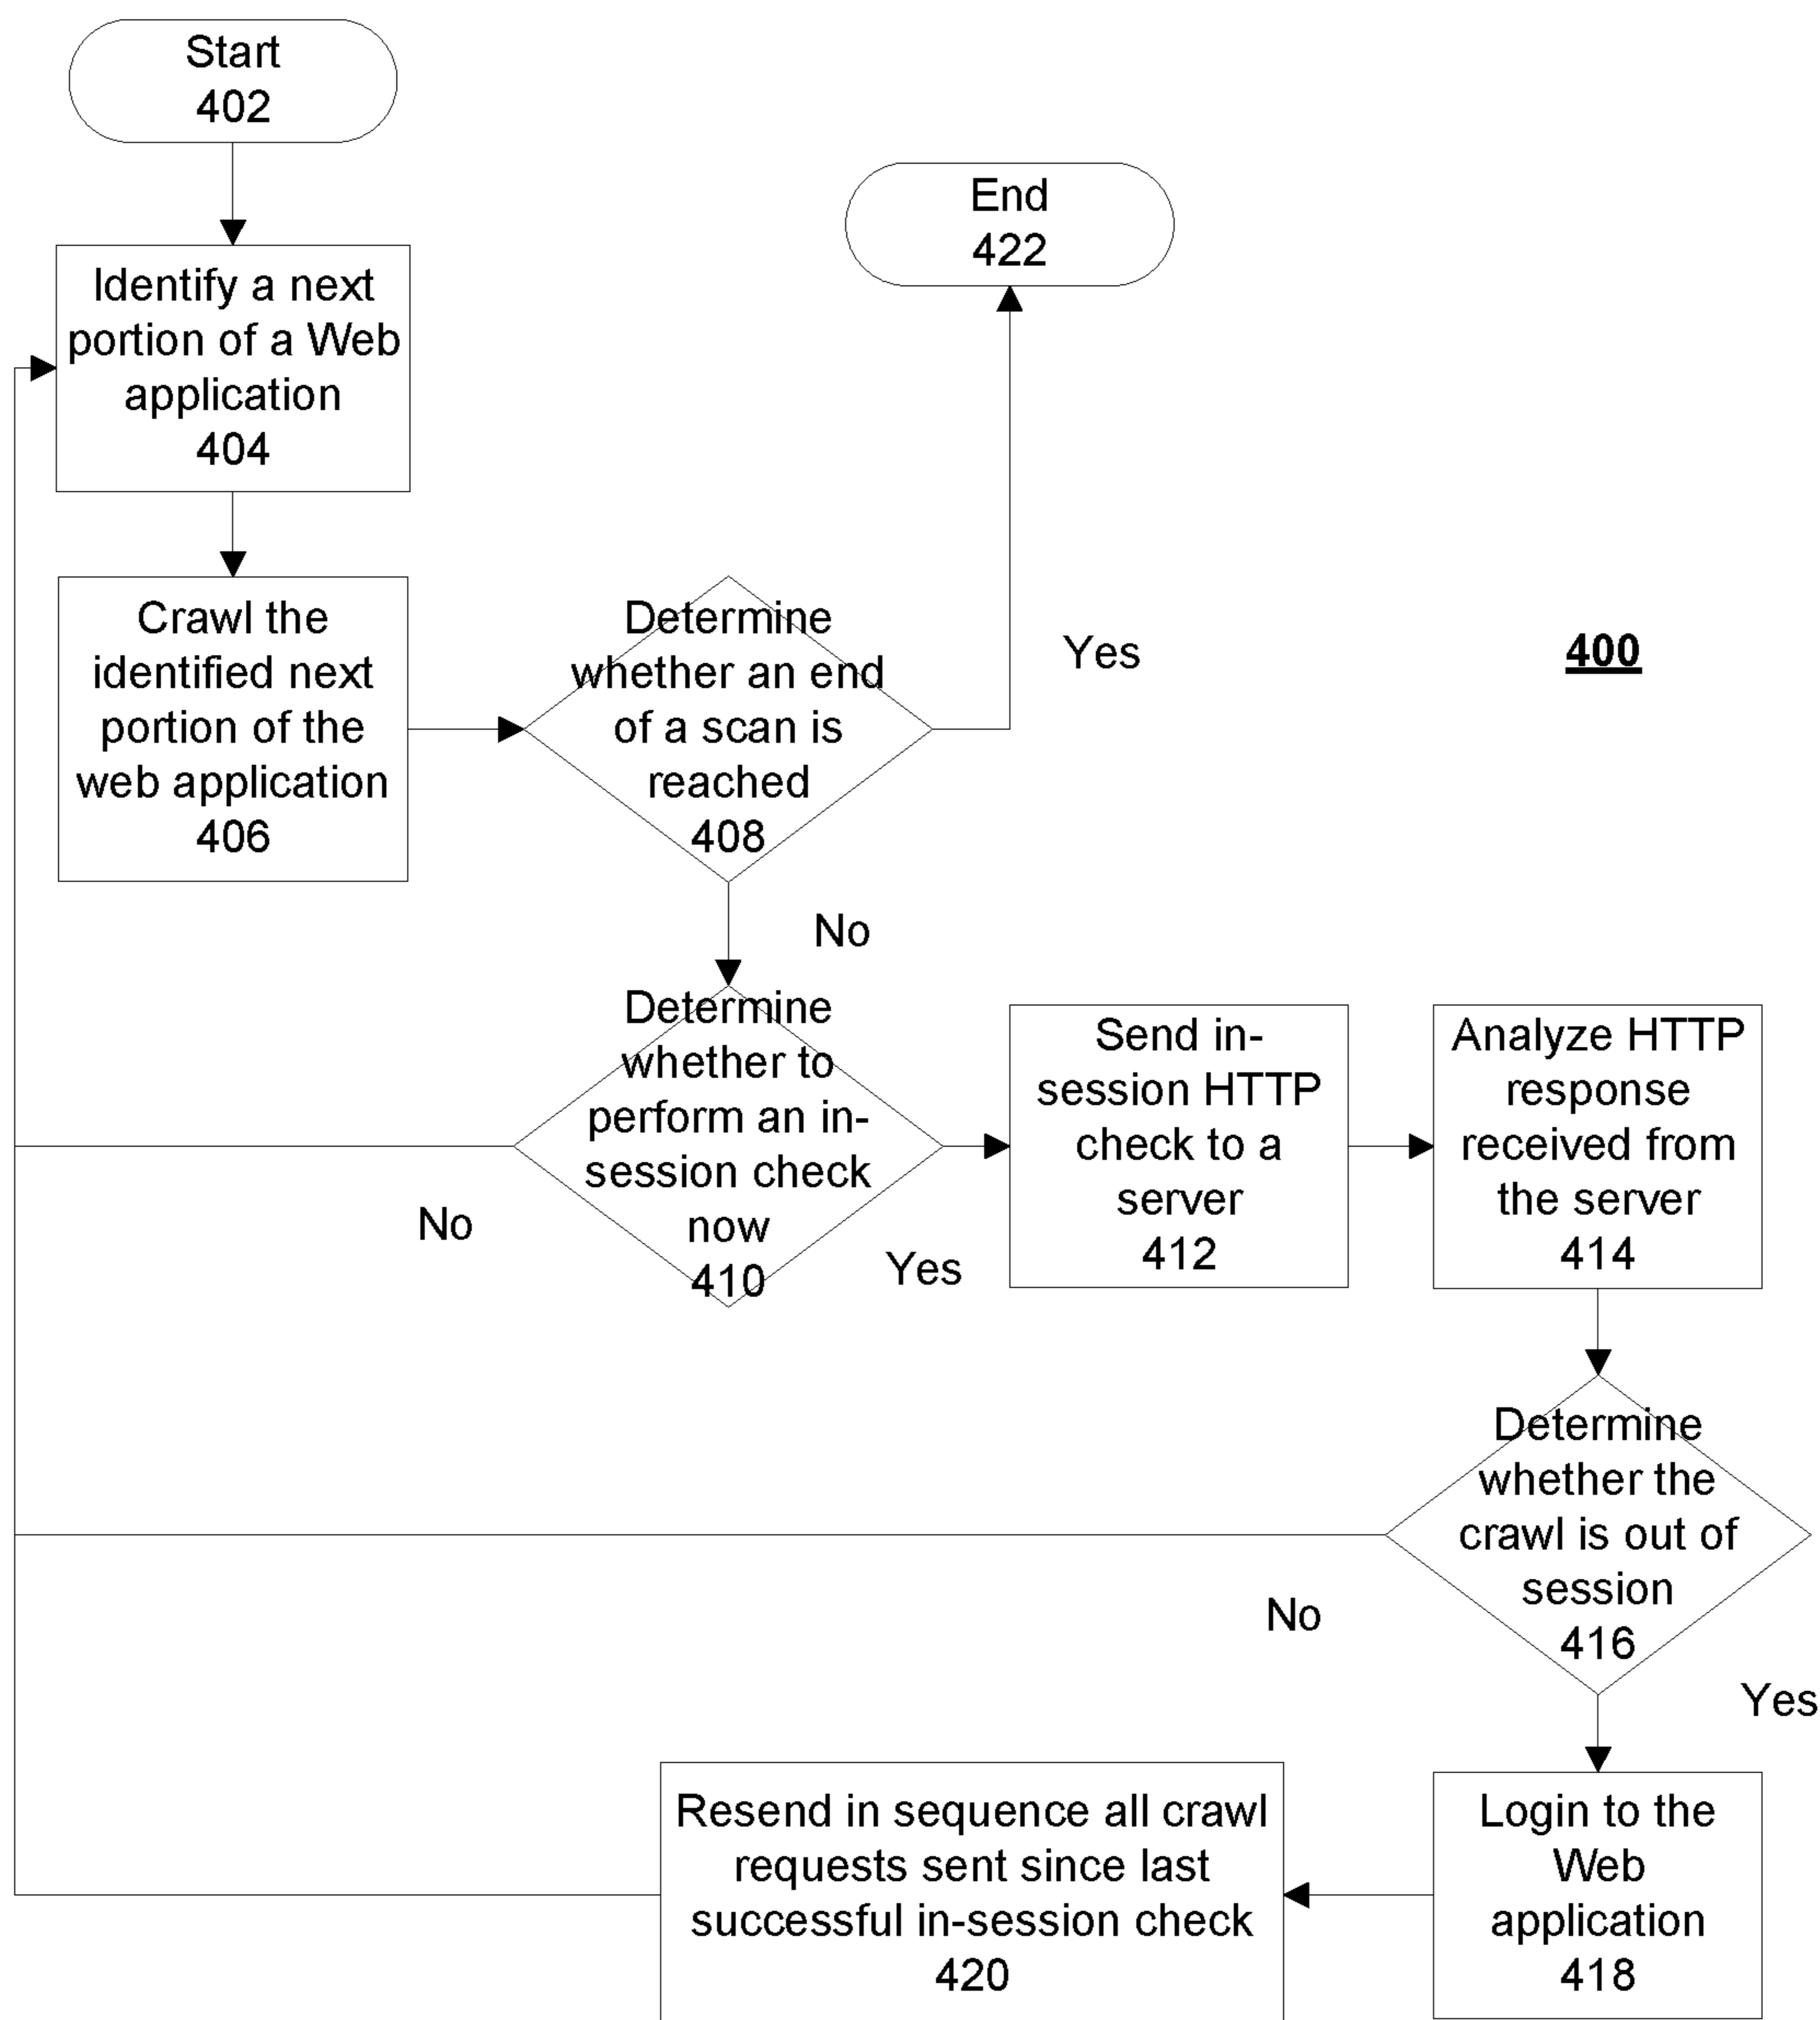 Start
402
End
422
Identify a next
portion of a Web
application
404
Crawl the
identified next
portion of the
web application
406
Determine
whether an end
of a scan is
reached
408
Yes
400
No
Determine
whether to
perform an in-
session check
now
410
No
Yes
Send in-
session HTTP
check to a
server
412
Analyze HTTP
response
received from
the server
414
Determine
whether the
crawl is out of
session
416
No
Yes
Login to the
Web
application
418
Resend in sequence all crawl
requests sent since last
successful in-session check
420